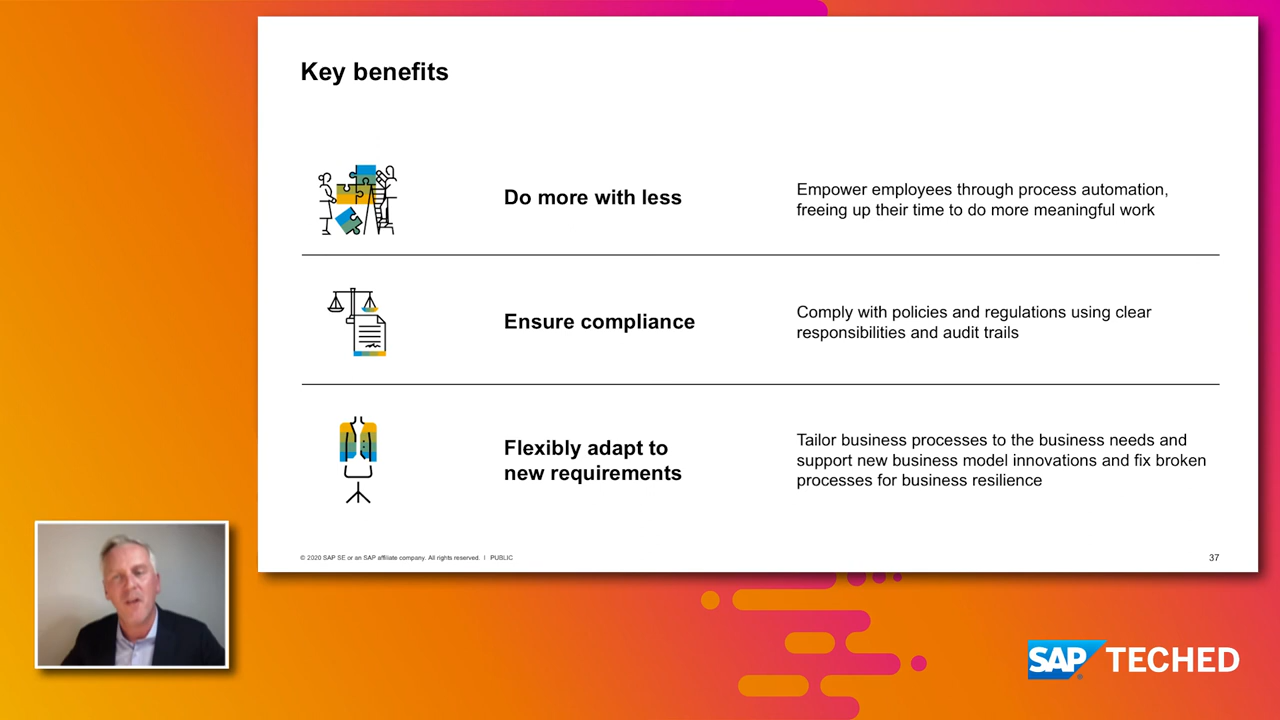 Key benefits
Do more with less
Empower employees through process automation,
freeing up their time to do more meaningful work
Ensure compliance
Comply with policies and regulations using clear
responsibilities and audit trails
Flexibly adapt to
new requirements
Tailor business processes to the business needs and
support new business model innovations and fix broken
processes for business resilience
© 2020 SAP SE or an SAP affiliate company. All rights reserved. | PUBLIC
37
SAP TECHED